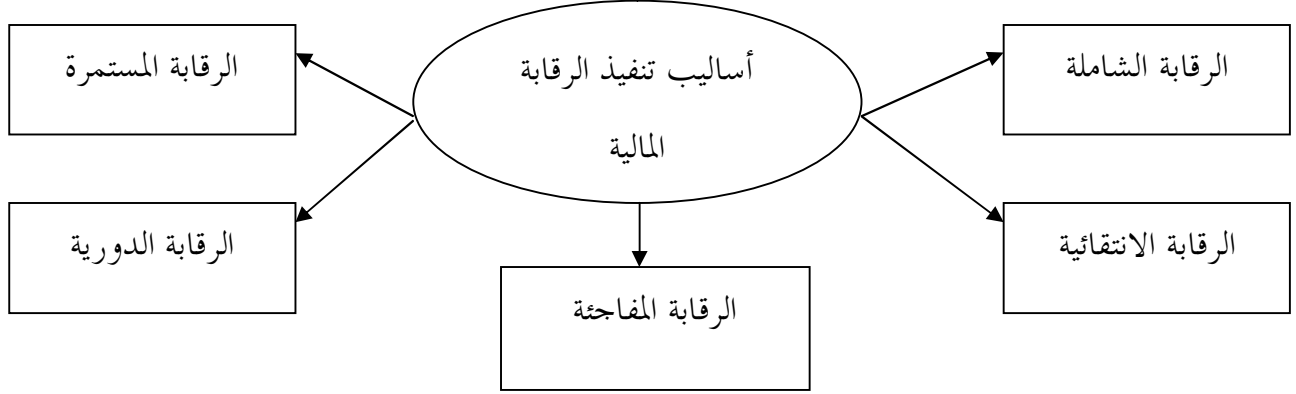 أساليب تنفيذ الرقابة
المالية
الرقابة الشاملة
الرقابة المستمرة
الرقابة الانتقائية
الرقابة الدورية
الرقابة المفاجئة